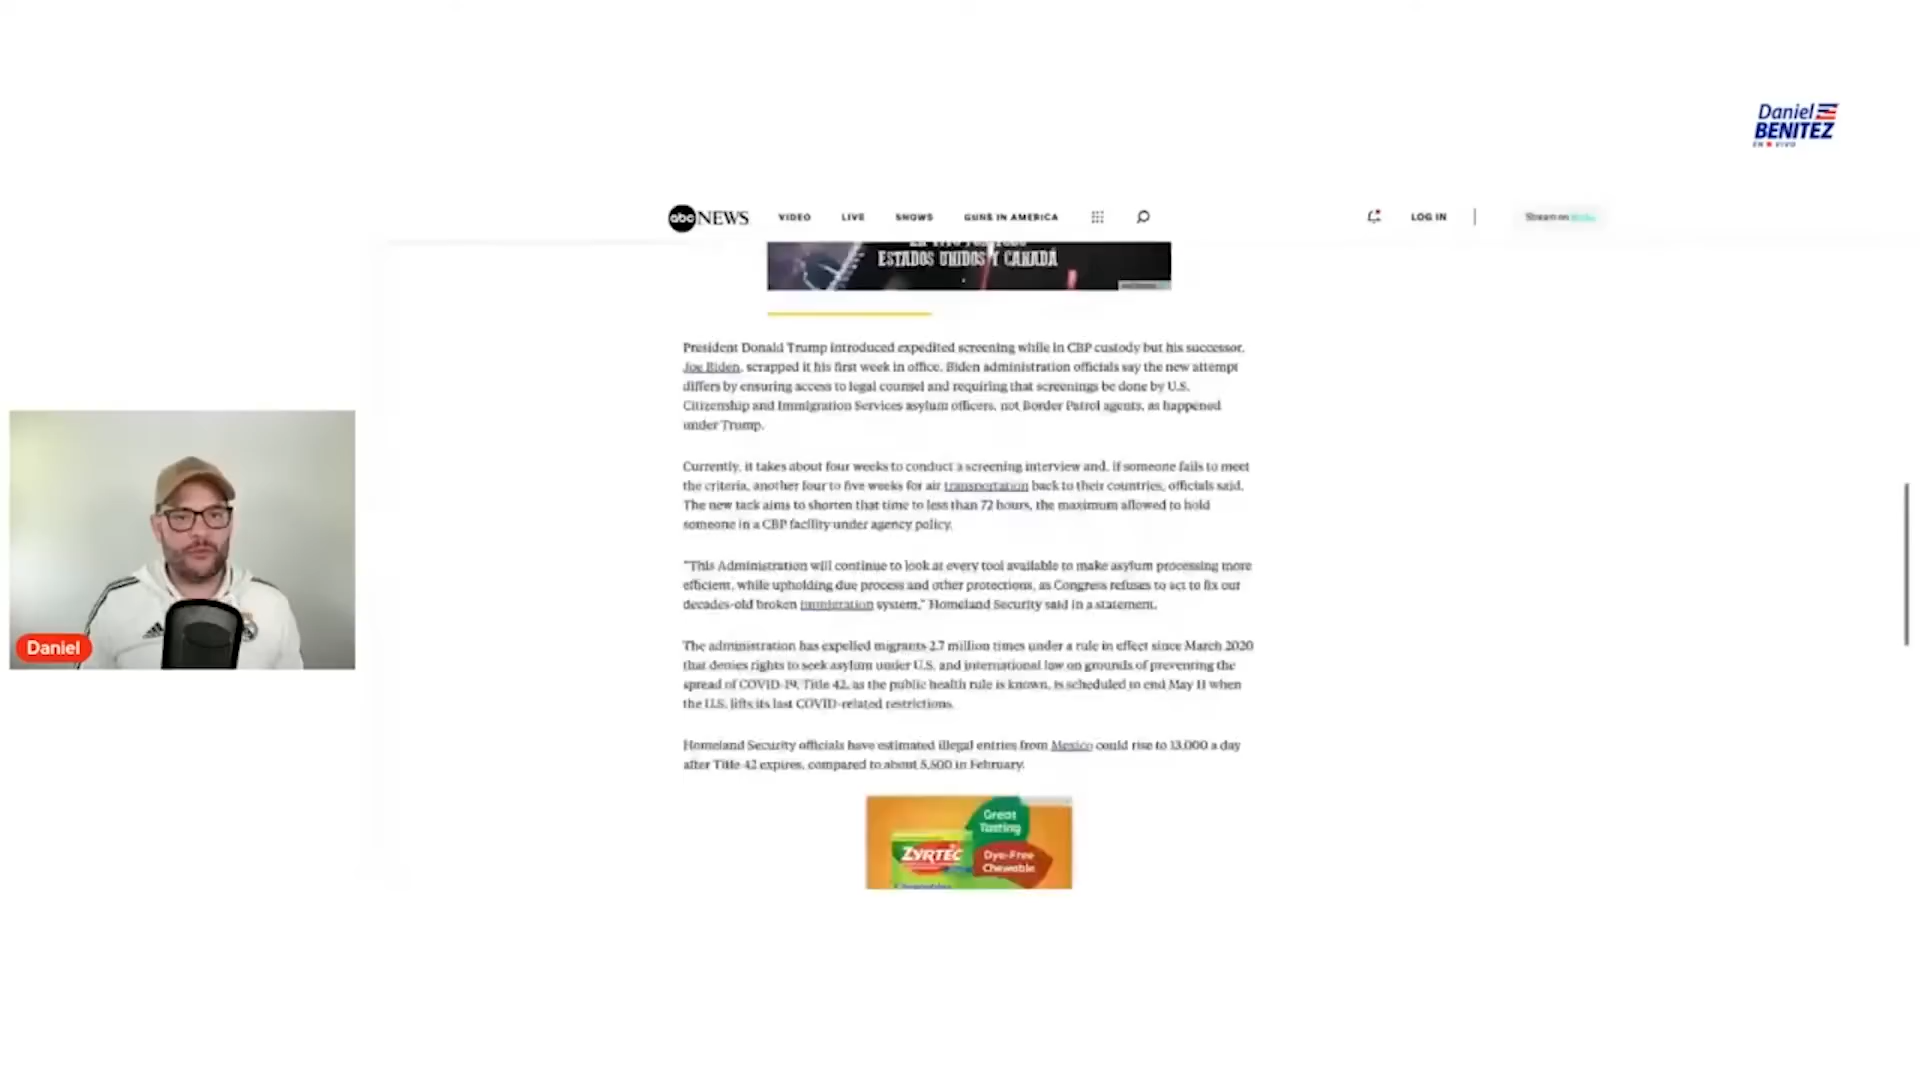 Daniel
BENITEZ
EN VIVO
abc NEWS
VIDEO
LIVE
SHOWS
GUNS IN AMERICA
LOG IN
Stream on
ESTADOS UNIDOS Y CANADÁ
President Donald Trump introduced expedited screening while in CBP custody but his successor,
Joe Biden, scrapped it his first week in office. Biden administration officials say the new attempt
differs by ensuring access to legal counsel and requiring that screenings be done by U.S.
Citizenship and Immigration Services asylum officers, not Border Patrol agents, as happened
under Trump.
Currently, it takes about four weeks to conduct a screening interview and, if someone fails to meet
the criteria, another four to five weeks for air transportation back to their countries, officials said.
The new tack aims to shorten that time to less than 72 hours, the maximum allowed to hold
someone in a CBP facility under agency policy.
"This Administration will continue to look at every tool available to make asylum processing more
efficient, while upholding due process and other protections, as Congress refuses to act to fix our
decades-old broken immigration system," Homeland Security said in a statement.
The administration has expelled migrants 2.7 million times under a rule in effect since March 2020
that denies rights to seek asylum under U.S. and international law on grounds of preventing the
spread of COVID-19. Title 42, as the public health rule is known, is scheduled to end May 11 when
the U.S. lifts its last COVID-related restrictions.
Homeland Security officials have estimated illegal entries from Mexico could rise to 13,000 a day
after Title 42 expires, compared to about 5,500 in February.
Great
Tasting
ZYRTEC
Dye-Free
Chewable
Daniel